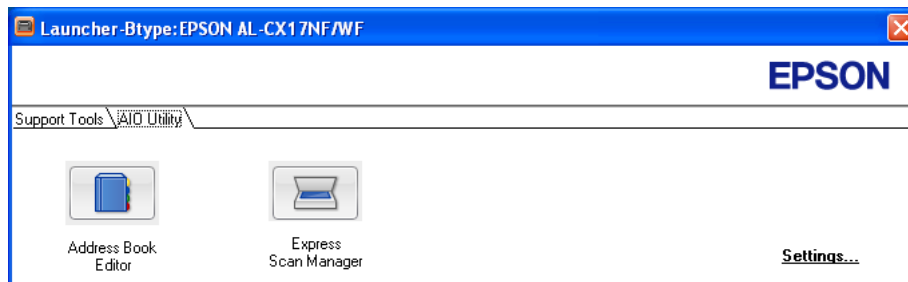 Launcher-Btype:EPSON AL-CX17NF/WF
EPSON
Support Tools AIO Utility
Address Book
Editor
Express
Scan Manager
Settings...